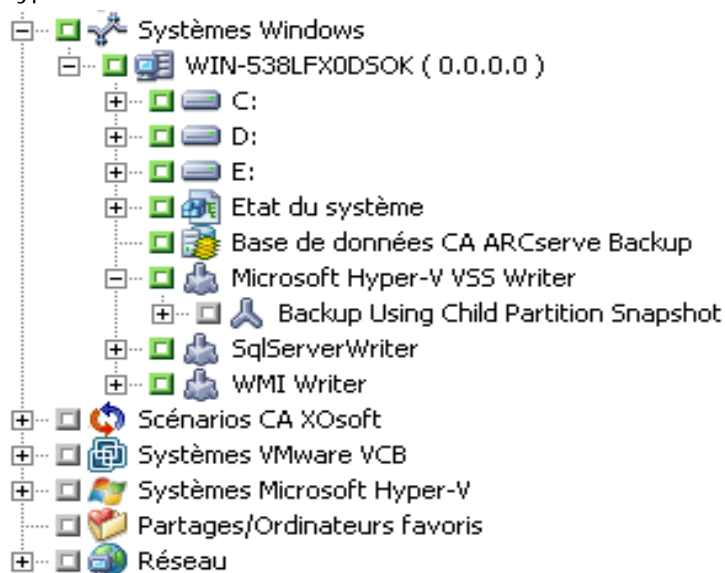 Systèmes Windows
WIN-538LFX0DSOK ( 0.0.0.0 )
C:
D:
E:
Etat du système
Base de données CA ARCserve Backup
Microsoft Hyper-V VSS Writer
Backup Using Child Partition Snapshot
SqlServerWriter
WMI Writer
Scénarios CA XOsoft
Systèmes VMware VCB
Systèmes Microsoft Hyper-V
Partages/Ordinateurs favoris
Réseau